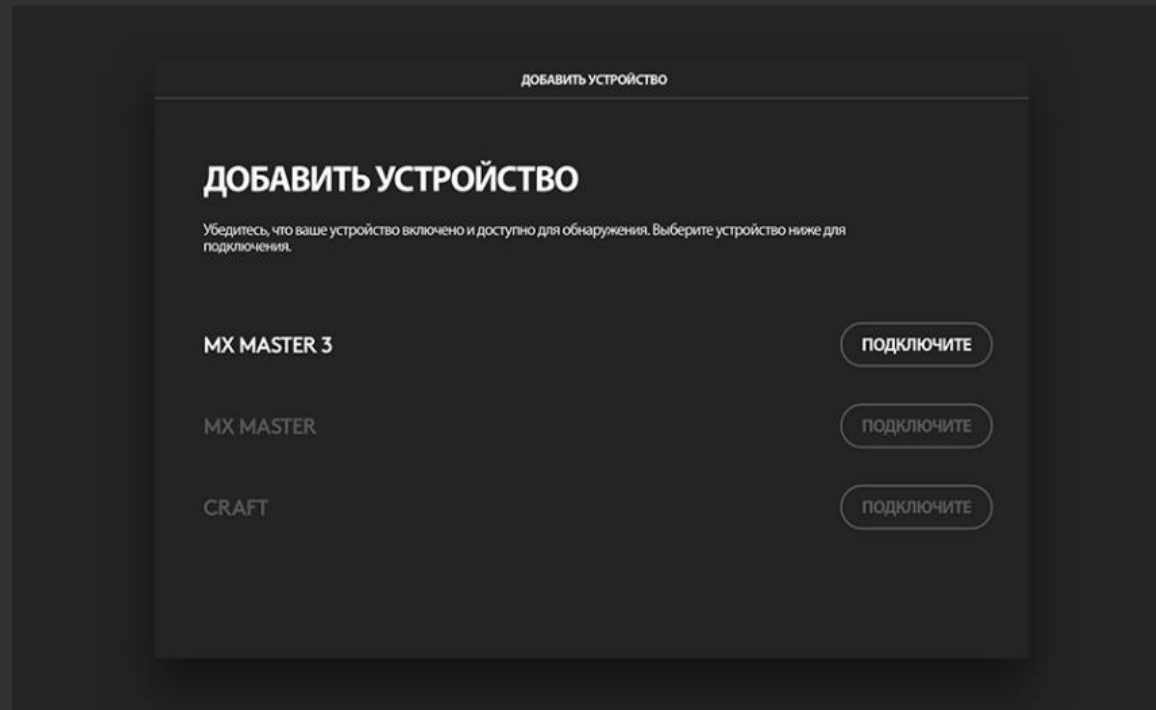 ДОБАВИТЬ УСТРОЙСТВО
ДОБАВИТЬ УСТРОЙСТВО
Убедитесь, что ваше устройство включено и доступно для обнаружения. Выберите устройство ниже для
подключения.
MX MASTER 3 ПОДКЛЮЧИТЕ
MX MASTER ПОДКЛЮЧИТЕ
CRAFT ПОДКЛЮЧИТЕ